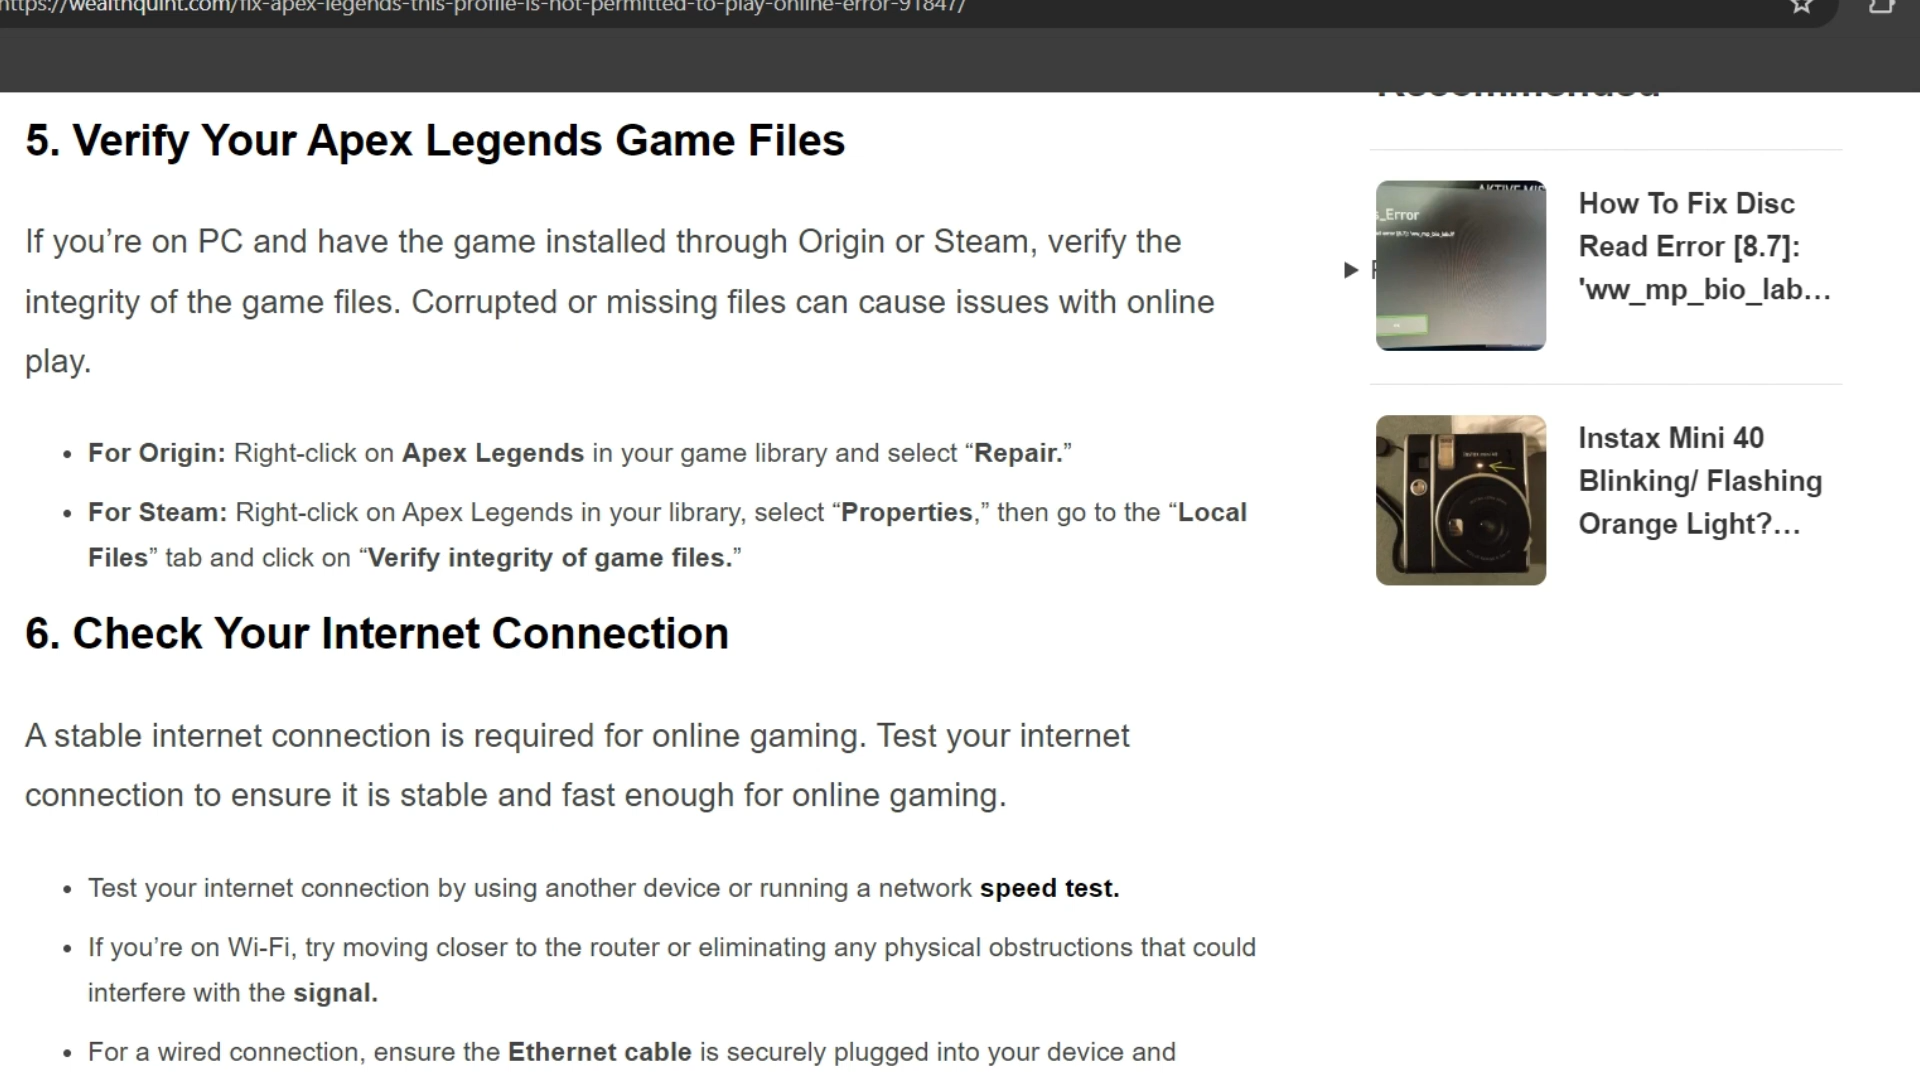 https://wealthquint.com/fix-apex-legends-this-profile-is-not-permitted-to-play-online-error-91847/
Recommended
5. Verify Your Apex Legends Game Files
If you’re on PC and have the game installed through Origin or Steam, verify the
integrity of the game files. Corrupted or missing files can cause issues with online
play.
• For Origin: Right-click on Apex Legends in your game library and select “Repair.”
• For Steam: Right-click on Apex Legends in your library, select “Properties,” then go to the “Local
Files” tab and click on “Verify integrity of game files.”
6. Check Your Internet Connection
A stable internet connection is required for online gaming. Test your internet
connection to ensure it is stable and fast enough for online gaming.
• Test your internet connection by using another device or running a network speed test.
• If you’re on Wi-Fi, try moving closer to the router or eliminating any physical obstructions that could
interfere with the signal.
• For a wired connection, ensure the Ethernet cable is securely plugged into your device and
s_Error
How To Fix Disc
Read Error [8.7]:
'ww_mp_bio_lab…
Instax Mini 40
Blinking/ Flashing
Orange Light?…